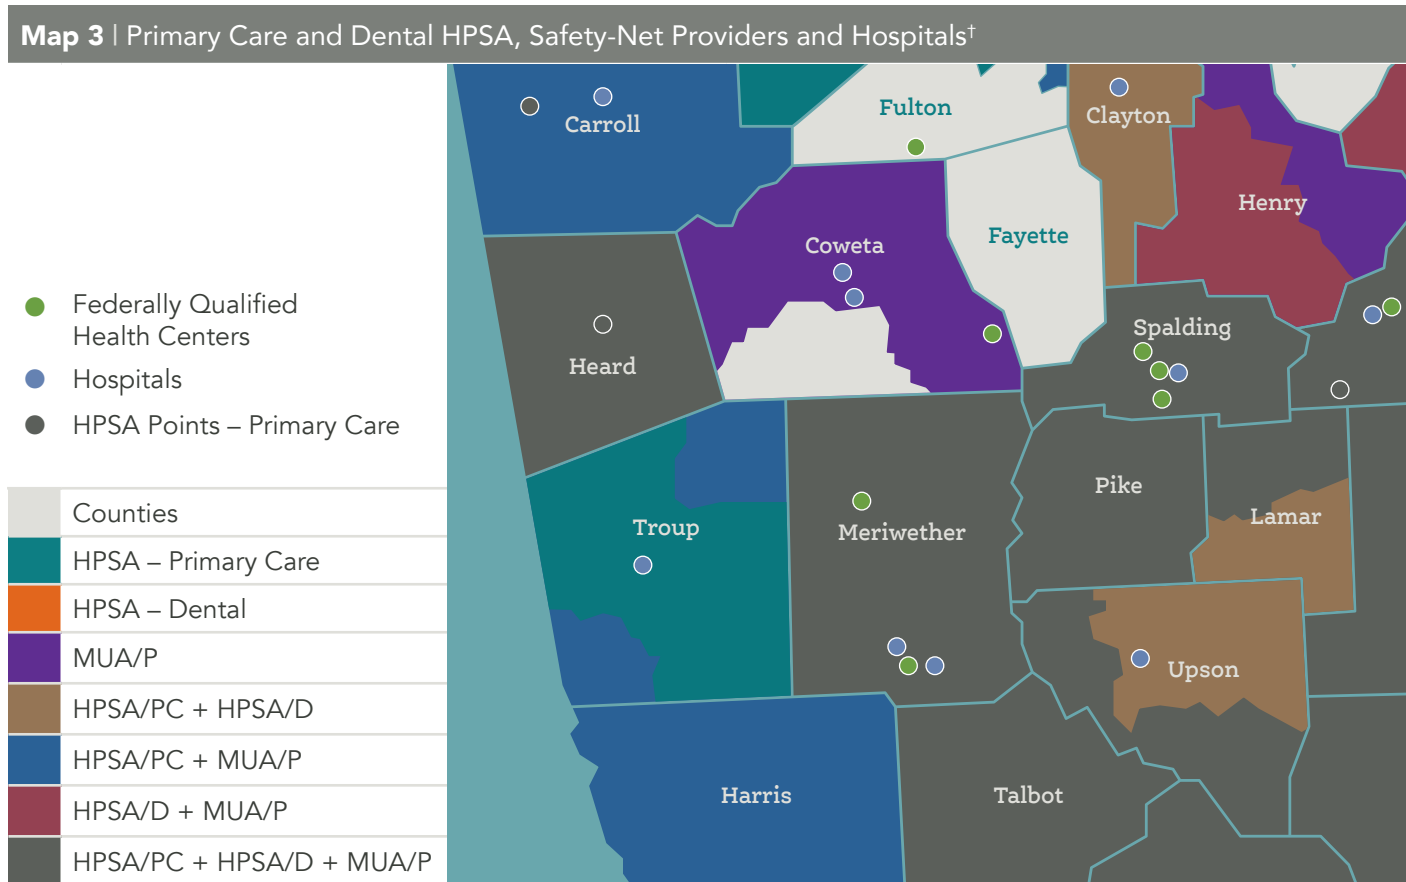 Map 3 | Primary Care and Dental HPSA, Safety-Net Providers and Hospitals†
Federally Qualified
Health Centers
Hospitals
HPSA Points – Primary Care
Counties
HPSA – Primary Care
HPSA – Dental
MUA/P
HPSA/PC + HPSA/D
HPSA/PC + MUA/P
HPSA/D + MUA/P
HPSA/PC + HPSA/D + MUA/P
Carroll
Fulton
Clayton
Henry
Coweta
Fayette
Spalding
Heard
Troup
Meriwether
Pike
Lamar
Upson
Harris
Talbot